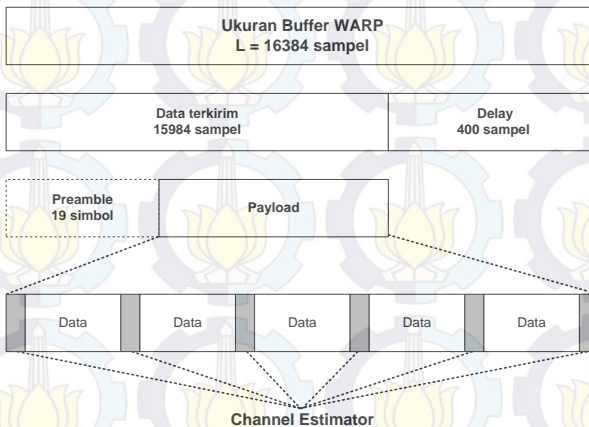 Ukuran Buffer WARP
L = 16384 sampel
Data terkirim
15984 sampel
Delay
400 sampel
Preamble
19 simbol
Payload
Data
Data
Data
Data
Data
Channel Estimator